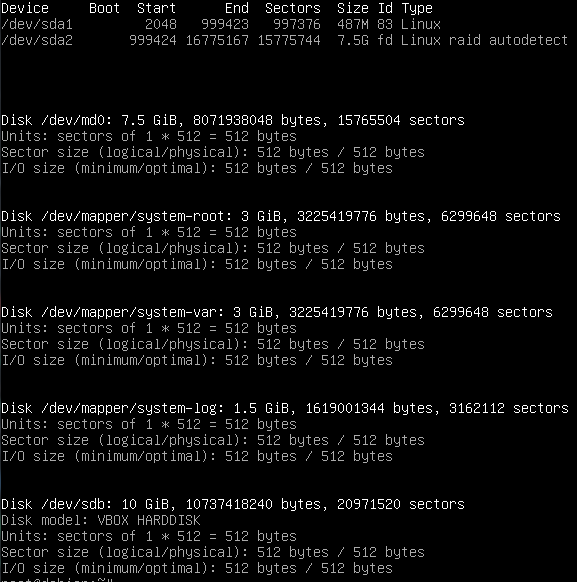 Device     Boot  Start      End  Sectors  Size Id Type
/dev/sda1         2048   999423   997376  487M 83 Linux
/dev/sda2       999424 16775167 15775744  7.5G fd Linux raid autodetect
Disk /dev/md0: 7.5 GiB, 8071938048 bytes, 15765504 sectors
Units: sectors of 1 * 512 = 512 bytes
Sector size (logical/physical): 512 bytes / 512 bytes
I/O size (minimum/optimal): 512 bytes / 512 bytes
Disk /dev/mapper/system-root: 3 GiB, 3225419776 bytes, 6299648 sectors
Units: sectors of 1 * 512 = 512 bytes
Sector size (logical/physical): 512 bytes / 512 bytes
I/O size (minimum/optimal): 512 bytes / 512 bytes
Disk /dev/mapper/system-var: 3 GiB, 3225419776 bytes, 6299648 sectors
Units: sectors of 1 * 512 = 512 bytes
Sector size (logical/physical): 512 bytes / 512 bytes
I/O size (minimum/optimal): 512 bytes / 512 bytes
Disk /dev/mapper/system-log: 1.5 GiB, 1619001344 bytes, 3162112 sectors
Units: sectors of 1 * 512 = 512 bytes
Sector size (logical/physical): 512 bytes / 512 bytes
I/O size (minimum/optimal): 512 bytes / 512 bytes
Disk /dev/sdb: 10 GiB, 10737418240 bytes, 20971520 sectors
Disk model: VBOX HARDDISK
Units: sectors of 1 * 512 = 512 bytes
Sector size (logical/physical): 512 bytes / 512 bytes
I/O size (minimum/optimal): 512 bytes / 512 bytes
root@debian:~#